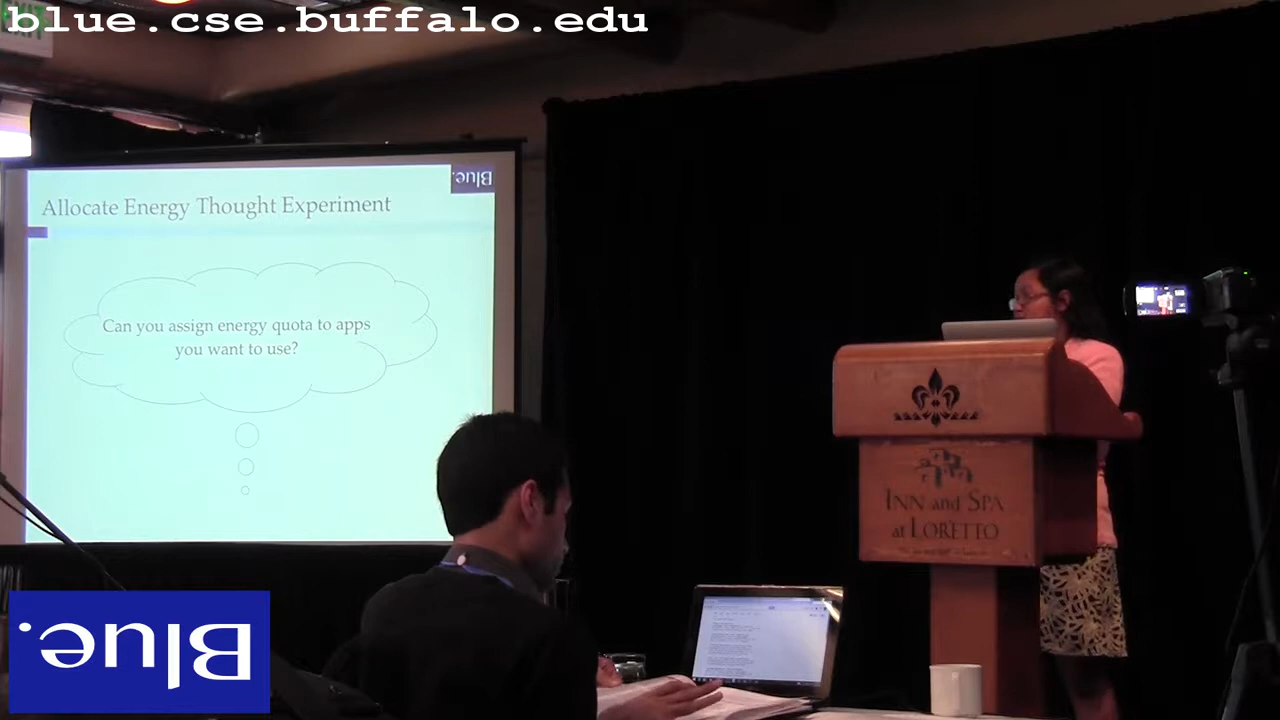 blue.cse.buffalo.edu
EXIT
Blue.
Allocate Energy Thought Experiment
Can you assign energy quota to apps
you want to use?
INN and SPA
at LORETTO
Blue.